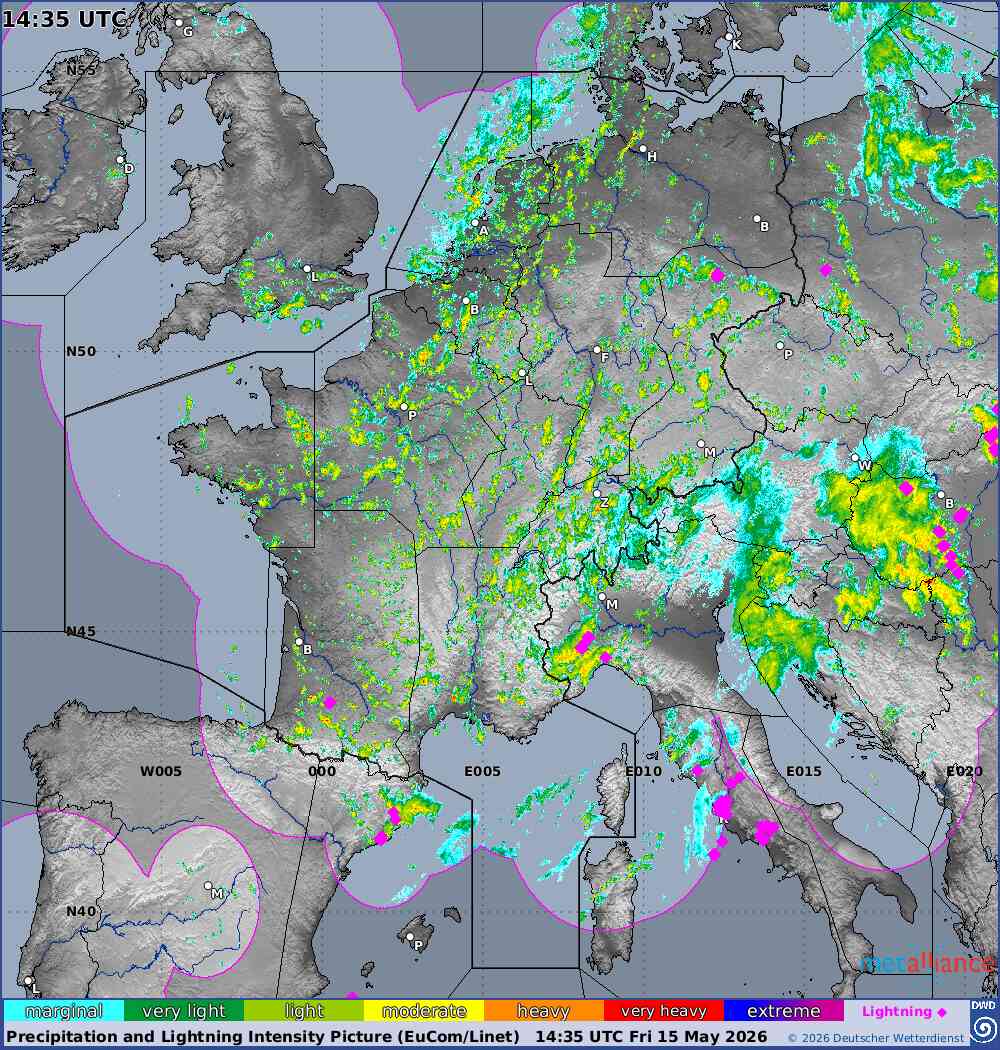 14:35 UTC
G
K
N55
D
H
A
B
L
B
N50
F
P
L
P
M
W
Z
B
M
N45
B
W005
000
E005
E010
E015
E020
M
N40
P
L
metalliance
marginal very light light moderate heavy very heavy extreme Lightning
DWD
Precipitation and Lightning Intensity Picture (EuCom/Linet) 14:35 UTC Fri 15 May 2026 © 2026 Deutscher Wetterdienst